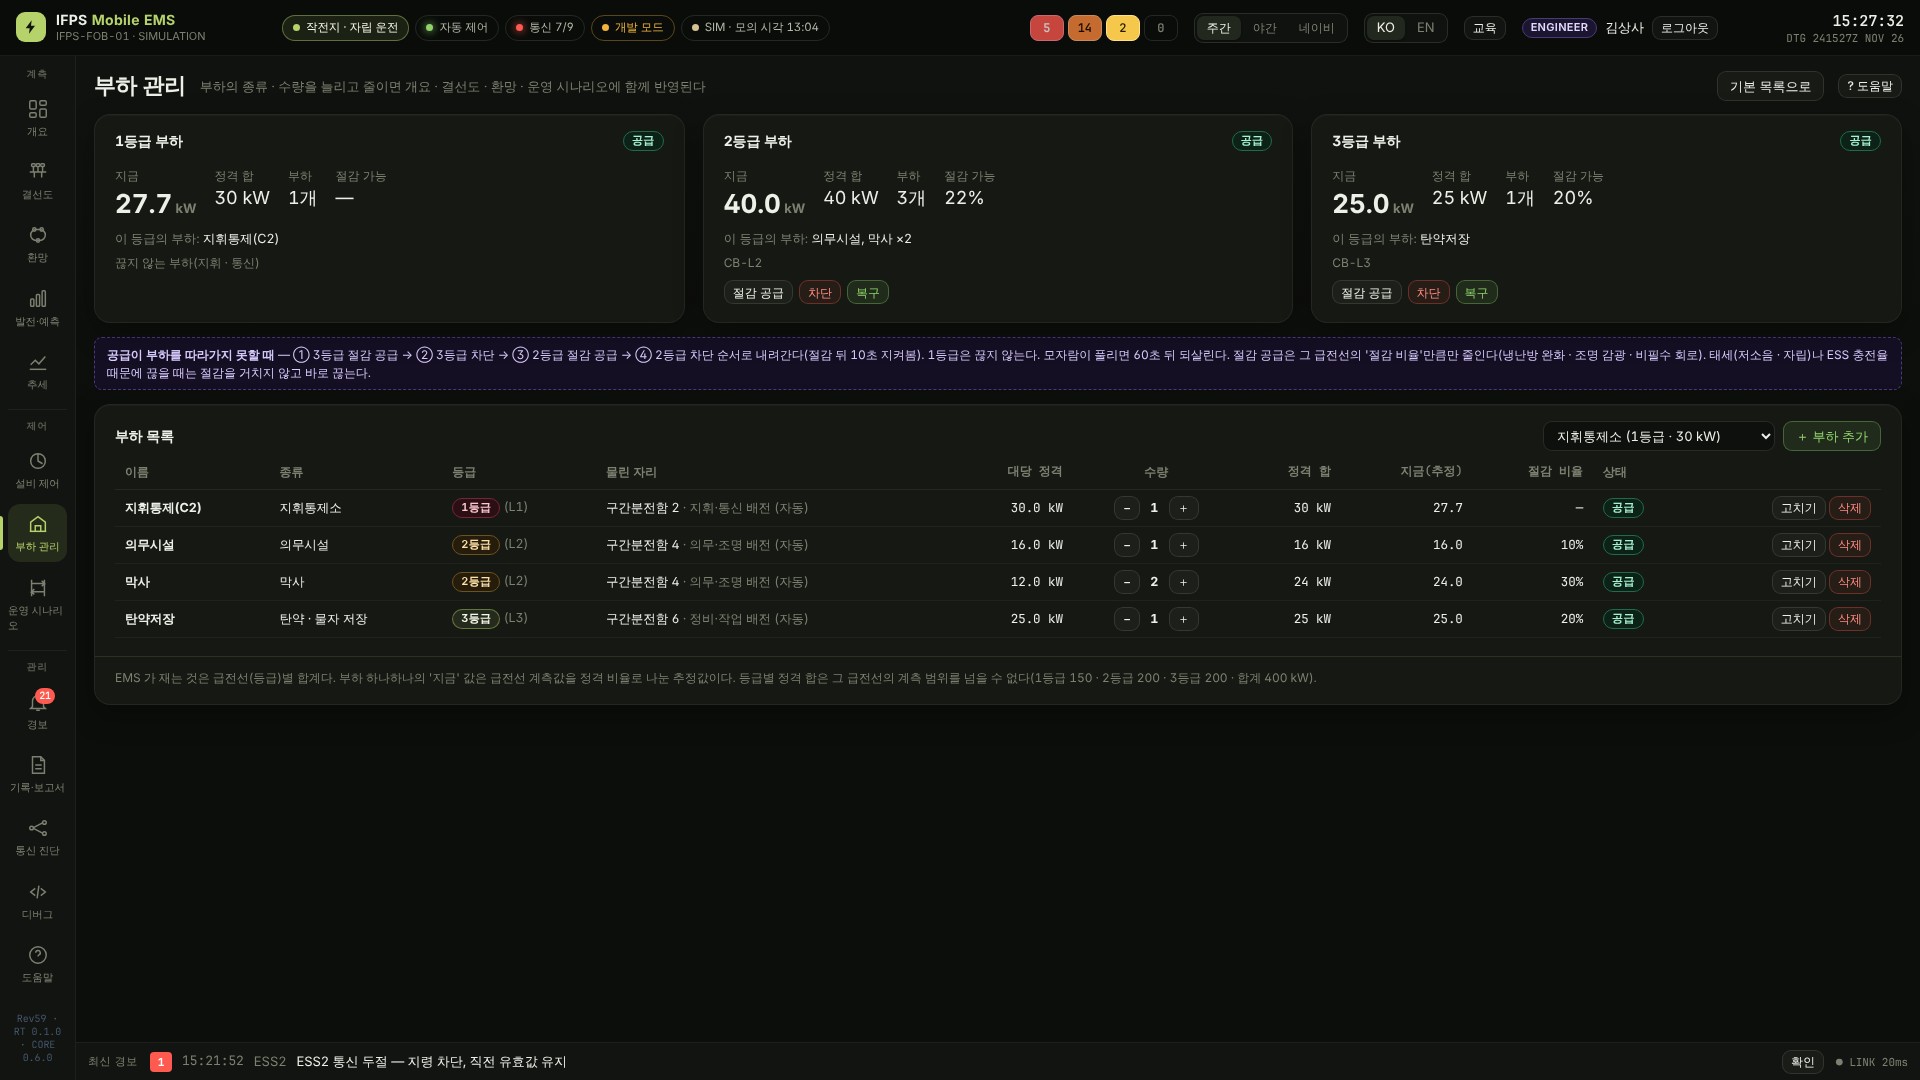 IFPS Mobile EMS
IFPS-FOB-01 · SIMULATION
작전지 · 자립 운전
자동 제어
통신 7/9
개발 모드
SIM · 모의 시각 13:04
5 14 2 0
주간 야간 네이비
KO EN
교육
ENGINEER 김상사 로그아웃
15:27:32
DTG 241527Z NOV 26
계측
개요
결선도
환망
발전·예측
추세
제어
설비 제어
부하 관리
운영 시나리오
관리
21
경보
기록·보고서
통신 진단
디버그
도움말
Rev59 ·
RT 0.1.0
· CORE
0.6.0
부하 관리 부하의 종류 · 수량을 늘리고 줄이면 개요 · 결선도 · 환망 · 운영 시나리오에 함께 반영된다
기본 목록으로 ? 도움말
1등급 부하 공급
지금 정격 합 부하 절감 가능
27.7 kW 30 kW 1개 —
이 등급의 부하: 지휘통제(C2)
끊지 않는 부하(지휘 · 통신)
2등급 부하 공급
지금 정격 합 부하 절감 가능
40.0 kW 40 kW 3개 22%
이 등급의 부하: 의무시설, 막사 ×2
CB-L2
절감 공급 차단 복구
3등급 부하 공급
지금 정격 합 부하 절감 가능
25.0 kW 25 kW 1개 20%
이 등급의 부하: 탄약저장
CB-L3
절감 공급 차단 복구
공급이 부하를 따라가지 못할 때 — ① 3등급 절감 공급 → ② 3등급 차단 → ③ 2등급 절감 공급 → ④ 2등급 차단 순서로 내려간다(절감 뒤 10초 지켜봄). 1등급은 끊지 않는다. 모자람이 풀리면 60초 뒤 되살린다. 절감 공급은 그 급전선의 '절감 비율'만큼만 줄인다(냉난방 완화 · 조명 감광 · 비필수 회로). 태세(저소음 · 자립)나 ESS 충전율
때문에 끊을 때는 절감을 거치지 않고 바로 끊는다.
부하 목록
지휘통제소 (1등급 · 30 kW)
+ 부하 추가
이름 종류 등급 물린 자리 대당 정격 수량 정격 합 지금(추정) 절감 비율 상태
지휘통제(C2) 지휘통제소 1등급 (L1) 구간분전함 2 · 지휘·통신 배전 (자동) 30.0 kW − 1 + 30 kW 27.7 — 공급 고치기 삭제
의무시설 의무시설 2등급 (L2) 구간분전함 4 · 의무·조명 배전 (자동) 16.0 kW − 1 + 16 kW 16.0 10% 공급 고치기 삭제
막사 막사 2등급 (L2) 구간분전함 4 · 의무·조명 배전 (자동) 12.0 kW − 2 + 24 kW 24.0 30% 공급 고치기 삭제
탄약저장 탄약 · 물자 저장 3등급 (L3) 구간분전함 6 · 정비·작업 배전 (자동) 25.0 kW − 1 + 25 kW 25.0 20% 공급 고치기 삭제
EMS 가 재는 것은 급전선(등급)별 합계다. 부하 하나하나의 '지금' 값은 급전선 계측값을 정격 비율로 나눈 추정값이다. 등급별 정격 합은 그 급전선의 계측 범위를 넘을 수 없다(1등급 150 · 2등급 200 · 3등급 200 · 합계 400 kW).
최신 경보 1 15:21:52 ESS2 ESS2 통신 두절 — 지령 차단, 직전 유효값 유지
확인 LINK 20ms